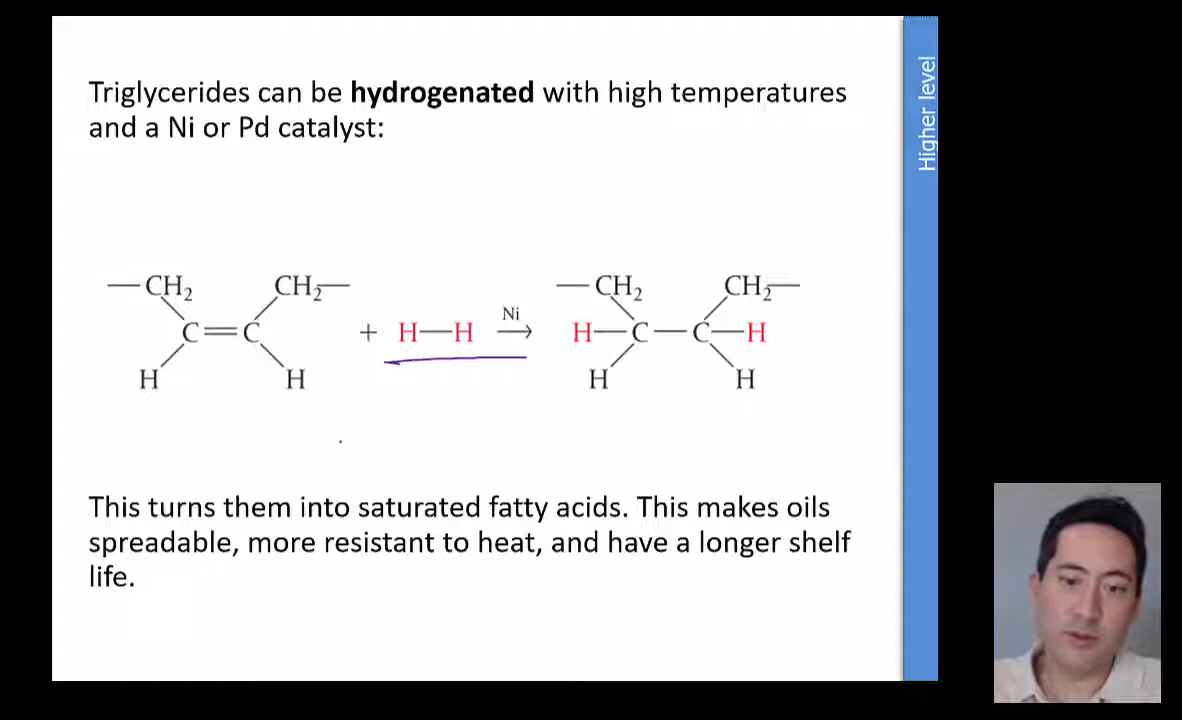 Triglycerides can be hydrogenated with high temperatures
and a Ni or Pd catalyst:
Higher level
—CH₂ CH₂— —CH₂ CH₂—
C=C + H—H Ni → H—C—C—H
H H H H
This turns them into saturated fatty acids. This makes oils
spreadable, more resistant to heat, and have a longer shelf
life.